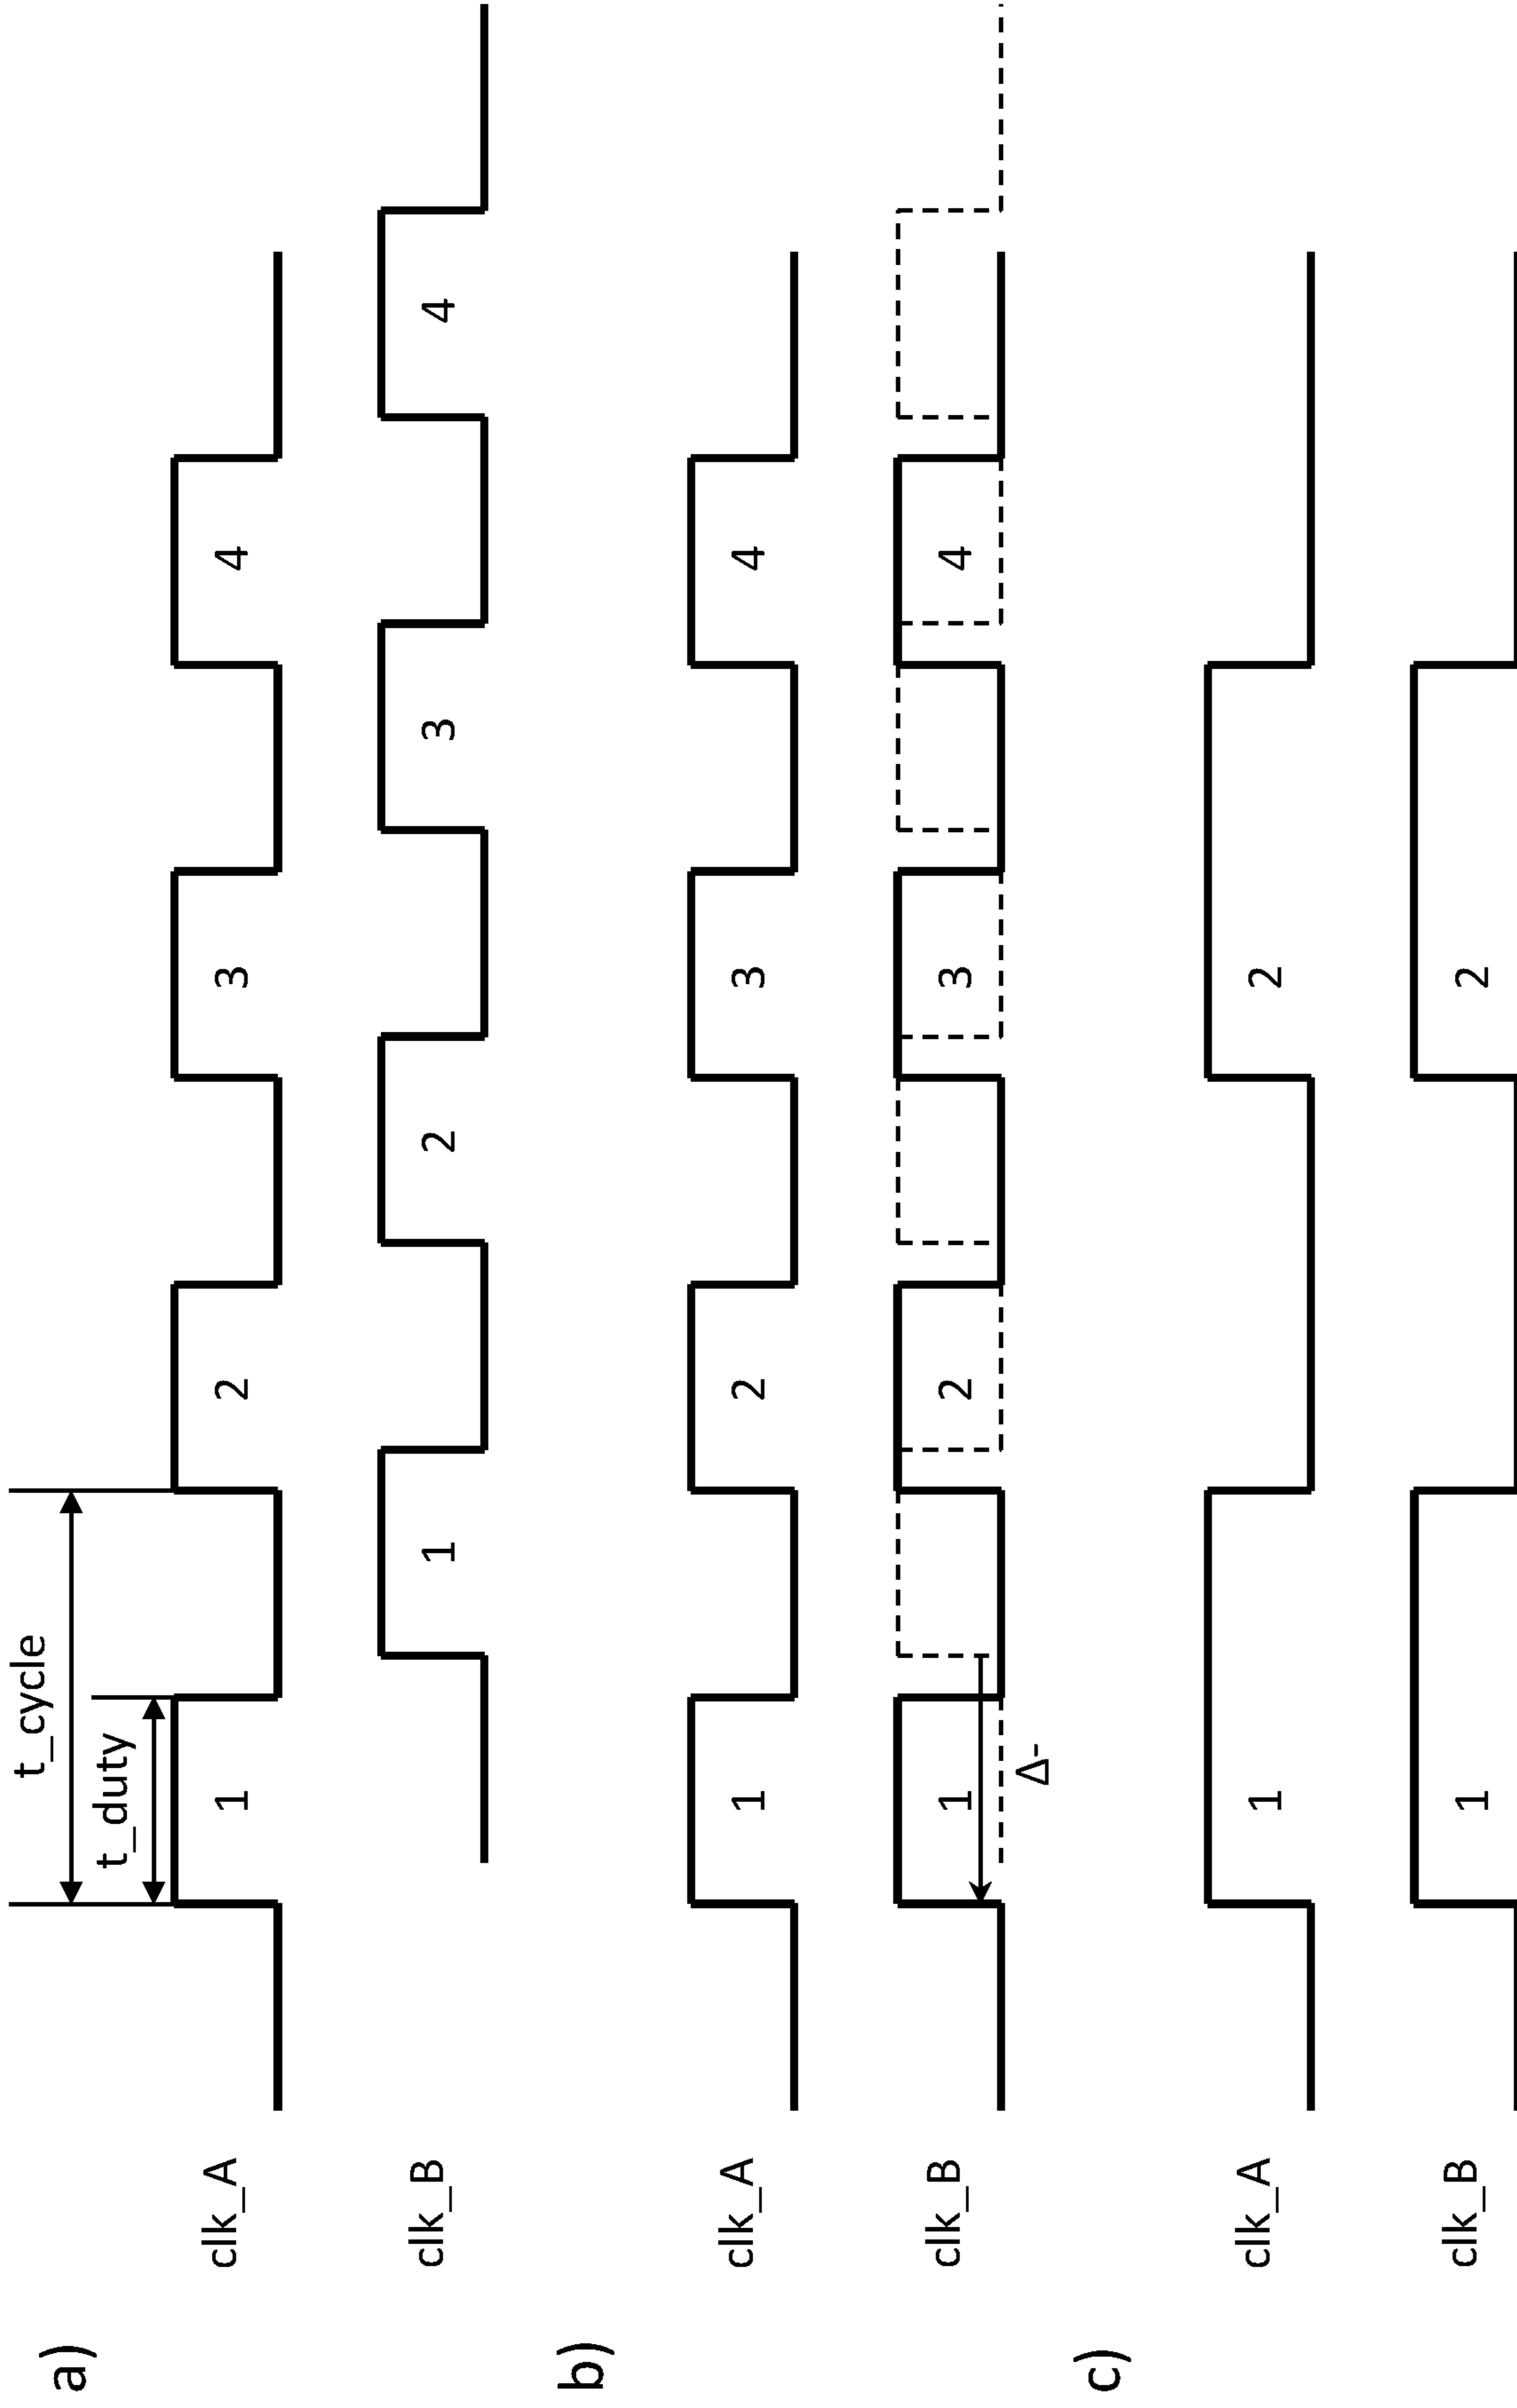 a)
t_cycle
t_duty
clk_A 1 2 3 4
clk_B 1 2 3 4
b)
clk_A 1 2 3 4
clk_B 1 2 3 4
Δ-
c)
clk_A 1 2
clk_B 1 2